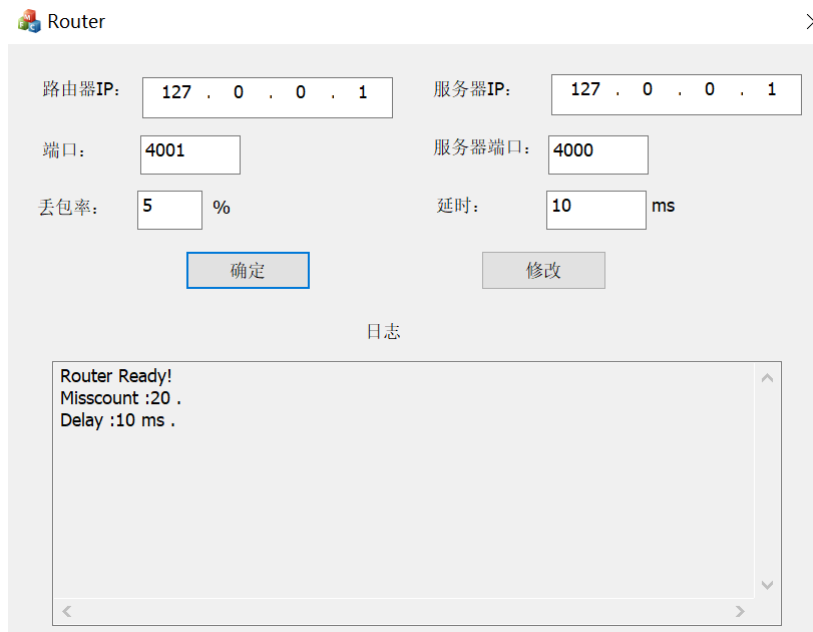 Router
路由器IP： 127 . 0 . 0 . 1 服务器IP： 127 . 0 . 0 . 1
端口： 4001 服务器端口： 4000
丢包率： 5 % 延时： 10 ms
确定 修改
日志
Router Ready!
Misscount :20 .
Delay :10 ms .